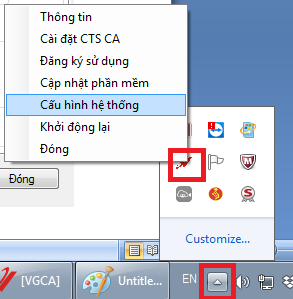 Thông tin
Cài đặt CTS CA
Đăng ký sử dụng
Cập nhật phần mềm
Cấu hình hệ thống
Khởi động lại
Đóng
Đóng
Customize...
[VGCA]
Untitle...
EN